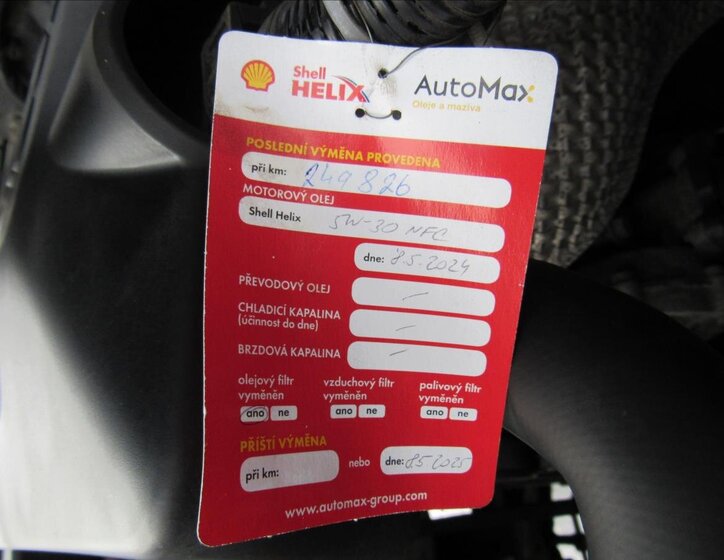 Shell
HELIX
AutoMax
Oleje a maziva
POSLEDNÍ VÝMĚNA PROVEDENA
při km: 249826
MOTOROVÝ OLEJ
Shell Helix 5W-30 NFC
dne: 8.5.2024
PŘEVODOVÝ OLEJ –
CHLADICÍ KAPALINA
(účinnost do dne) –
BRZDOVÁ KAPALINA –
olejový filtr vyměněn
ano ne
vzduchový filtr vyměněn
ano ne
palivový filtr vyměněn
ano ne
PŘÍŠTÍ VÝMĚNA
při km: nebo dne: 8.5.2025
www.automax-group.com